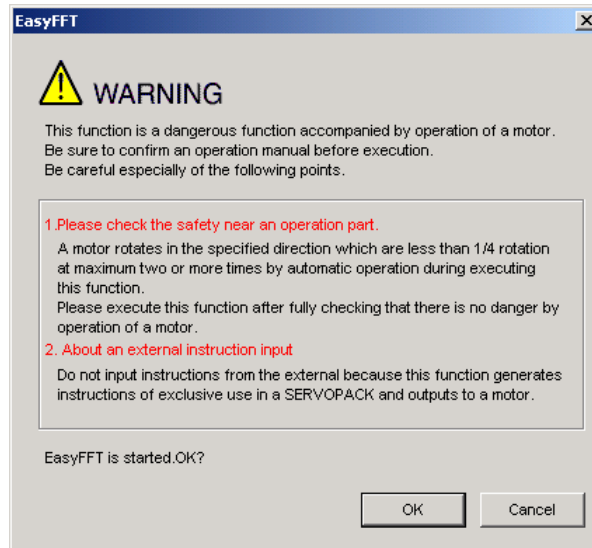 EasyFFT
WARNING
This function is a dangerous function accompanied by operation of a motor.
Be sure to confirm an operation manual before execution.
Be careful especially of the following points.
1.Please check the safety near an operation part.
A motor rotates in the specified direction which are less than 1/4 rotation
at maximum two or more times by automatic operation during executing
this function.
Please execute this function after fully checking that there is no danger by
operation of a motor.
2. About an external instruction input
Do not input instructions from the external because this function generates
instructions of exclusive use in a SERVOPACK and outputs to a motor.
EasyFFT is started.OK?
OK
Cancel